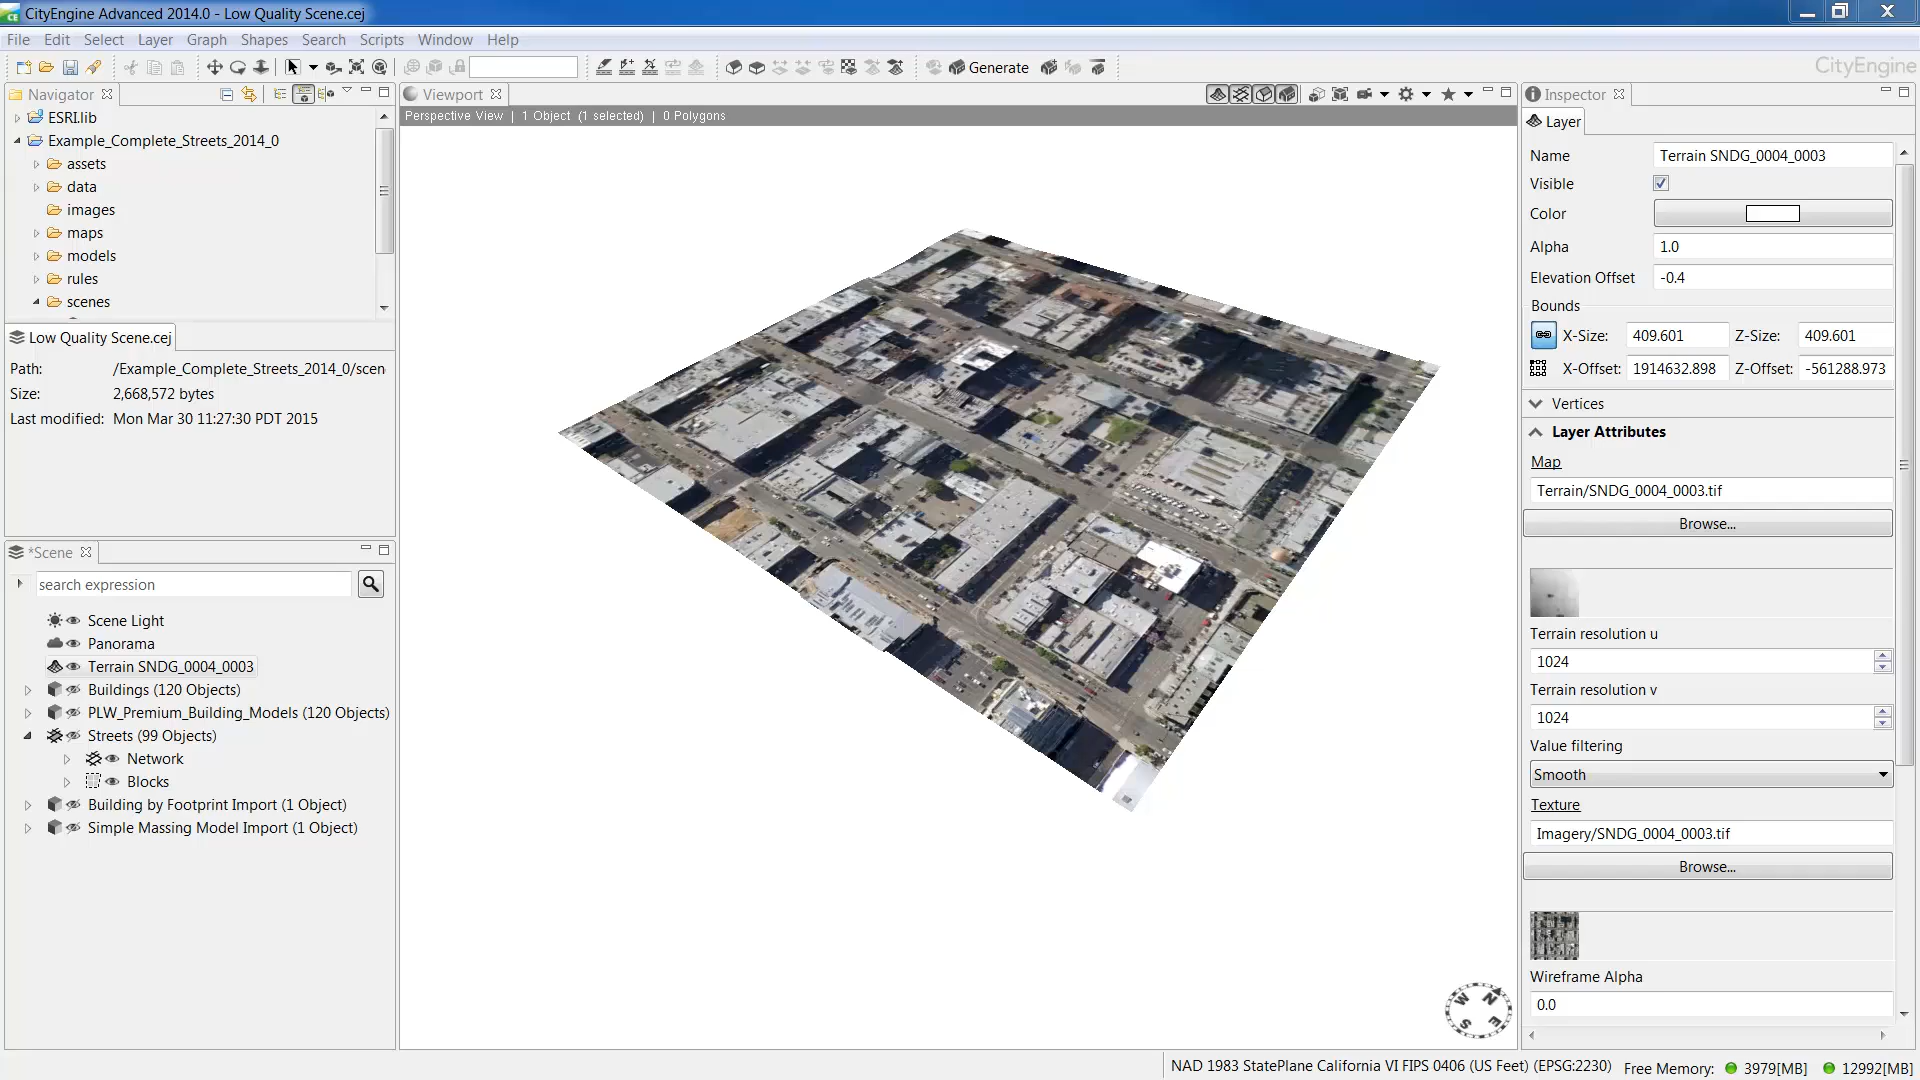 CityEngine Advanced 2014.0 - Low Quality Scene.cej
File Edit Select Layer Graph Shapes Search Scripts Window Help
Generate
CityEngine
Navigator
ESRI.lib
Example_Complete_Streets_2014_0
assets
data
images
maps
models
rules
scenes
Low Quality Scene.cej
Path: /Example_Complete_Streets_2014_0/scen
Size: 2,668,572 bytes
Last modified: Mon Mar 30 11:27:30 PDT 2015
*Scene
search expression
Scene Light
Panorama
Terrain SNDG_0004_0003
Buildings (120 Objects)
PLW_Premium_Building_Models (120 Objects)
Streets (99 Objects)
Network
Blocks
Building by Footprint Import (1 Object)
Simple Massing Model Import (1 Object)
Viewport
Perspective View | 1 Object (1 selected) | 0 Polygons
W N
S E
Inspector
Layer
Name Terrain SNDG_0004_0003
Visible
Color
Alpha 1.0
Elevation Offset -0.4
Bounds
X-Size: 409.601 Z-Size: 409.601
X-Offset: 1914632.898 Z-Offset: -561288.973
Vertices
Layer Attributes
Map
Terrain/SNDG_0004_0003.tif
Browse...
Terrain resolution u
1024
Terrain resolution v
1024
Value filtering
Smooth
Texture
Imagery/SNDG_0004_0003.tif
Browse...
Wireframe Alpha
0.0
NAD 1983 StatePlane California VI FIPS 0406 (US Feet) (EPSG:2230) Free Memory: 3979[MB] 12992[MB]